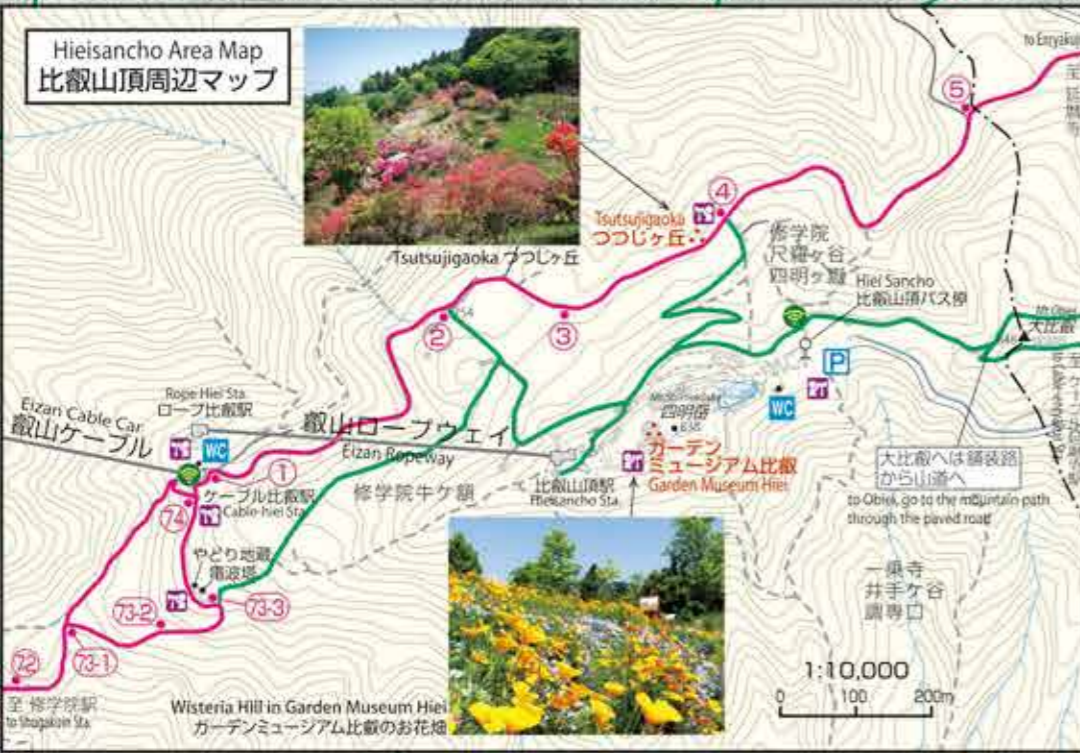 Hieisancho Area Map
比叡山頂周辺マップ
to Enryakuji
至 延暦寺
⑤
④
Tsutsujigaoka
つつじヶ丘
Tsutsujigaoka つつじヶ丘
修学院
尺羅ヶ谷
四明ヶ嶽
Hiei Sancho
比叡山頂バス停
大比叡
②
③
P
WC
四明岳
838
Rope Hiei Sta.
ロープ比叡駅
Eizan Cable Car
叡山ケーブル
WC
叡山ロープウェイ
Eizan Ropeway
①
ガーデン
ミュージアム比叡
Garden Museum Hiei
大比叡へは舗装路
から山道へ
to Obiei, go to the mountain path
through the paved road
ケーブル比叡駅
Cable-hiei Sta.
修学院牛ケ額
比叡山頂駅
Hieisancho Sta.
74
やどり地蔵
電波塔
73-2
73-3
73-1
72
一乗寺
井手ケ谷
1:10,000
0 100 200m
至 修学院駅
to Shugakuin Sta.
Wisteria Hill in Garden Museum Hiei
ガーデンミュージアム比叡のお花畑